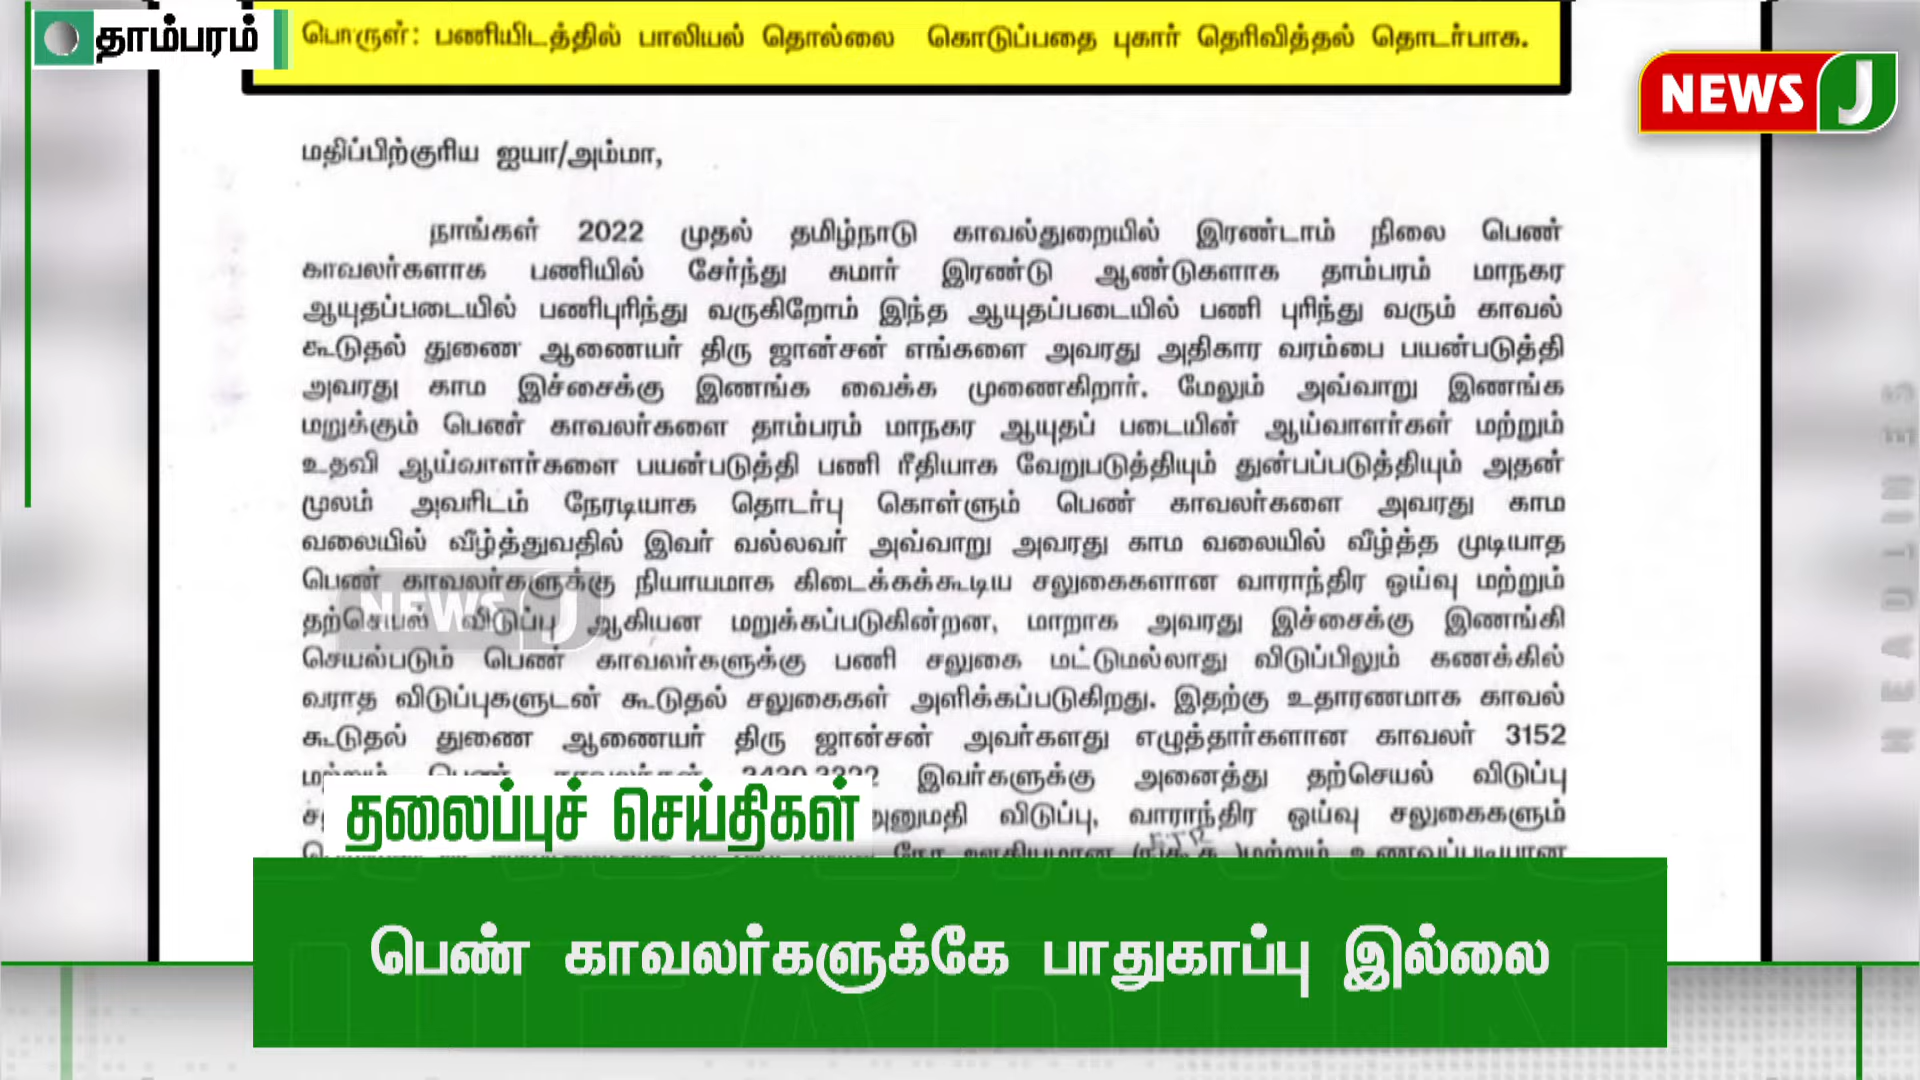 தாம்பரம்
பொருள்: பணியிடத்தில் பாலியல் தொல்லை கொடுப்பதை புகார் தெரிவித்தல் தொடர்பாக.
NEWS J
மதிப்பிற்குரிய ஐயா/அம்மா,
நாங்கள் 2022 முதல் தமிழ்நாடு காவல்துறையில் இரண்டாம் நிலை பெண்
காவலர்களாக பணியில் சேர்ந்து சுமார் இரண்டு ஆண்டுகளாக தாம்பரம் மாநகர
ஆயுதப்படையில் பணிபுரிந்து வருகிறோம் இந்த ஆயுதப்படையில் பணி புரிந்து வரும் காவல்
கூடுதல் துணை ஆணையர் திரு ஜான்சன் எங்களை அவரது அதிகார வரம்பை பயன்படுத்தி
அவரது காம இச்சைக்கு இணங்க வைக்க முனைகிறார். மேலும் அவ்வாறு இணங்க
மறுக்கும் பெண் காவலர்களை தாம்பரம் மாநகர ஆயுதப் படையின் ஆய்வாளர்கள் மற்றும்
உதவி ஆய்வாளர்களை பயன்படுத்தி பணி ரீதியாக வேறுபடுத்தியும் துன்பப்படுத்தியும் அதன்
மூலம் அவரிடம் நேரடியாக தொடர்பு கொள்ளும் பெண் காவலர்களை அவரது காம
வலையில் வீழ்த்துவதில் இவர் வல்லவர் அவ்வாறு அவரது காம வலையில் வீழ்த்த முடியாத
பெண் காவலர்களுக்கு நியாயமாக கிடைக்கக்கூடிய சலுகைகளான வாராந்திர ஓய்வு மற்றும்
தற்செயல் விடுப்பு ஆகியன மறுக்கப்படுகின்றன, மாறாக அவரது இச்சைக்கு இணங்கி
NEWS J
செயல்படும் பெண் காவலர்களுக்கு பணி சலுகை மட்டுமல்லாது விடுப்பிலும் கணக்கில்
வராத விடுப்புகளுடன் கூடுதல் சலுகைகள் அளிக்கப்படுகிறது. இதற்கு உதாரணமாக காவல்
கூடுதல் துணை ஆணையர் திரு ஜான்சன் அவர்களது எழுத்தார்களான காவலர் 3152
இவர்களுக்கு அனைத்து தற்செயல் விடுப்பு
அனுமதி விடுப்பு, வாராந்திர ஓய்வு சலுகைகளும்
தலைப்புச் செய்திகள்
பெண் காவலர்களுக்கே பாதுகாப்பு இல்லை
HEADLINES